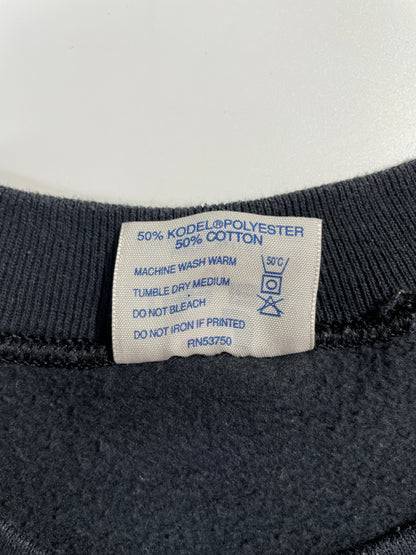 50% KODEL®POLYESTER
50% COTTON
MACHINE WASH WARM
50°C
TUMBLE DRY MEDIUM
DO NOT BLEACH
DO NOT IRON IF PRINTED
RN53750